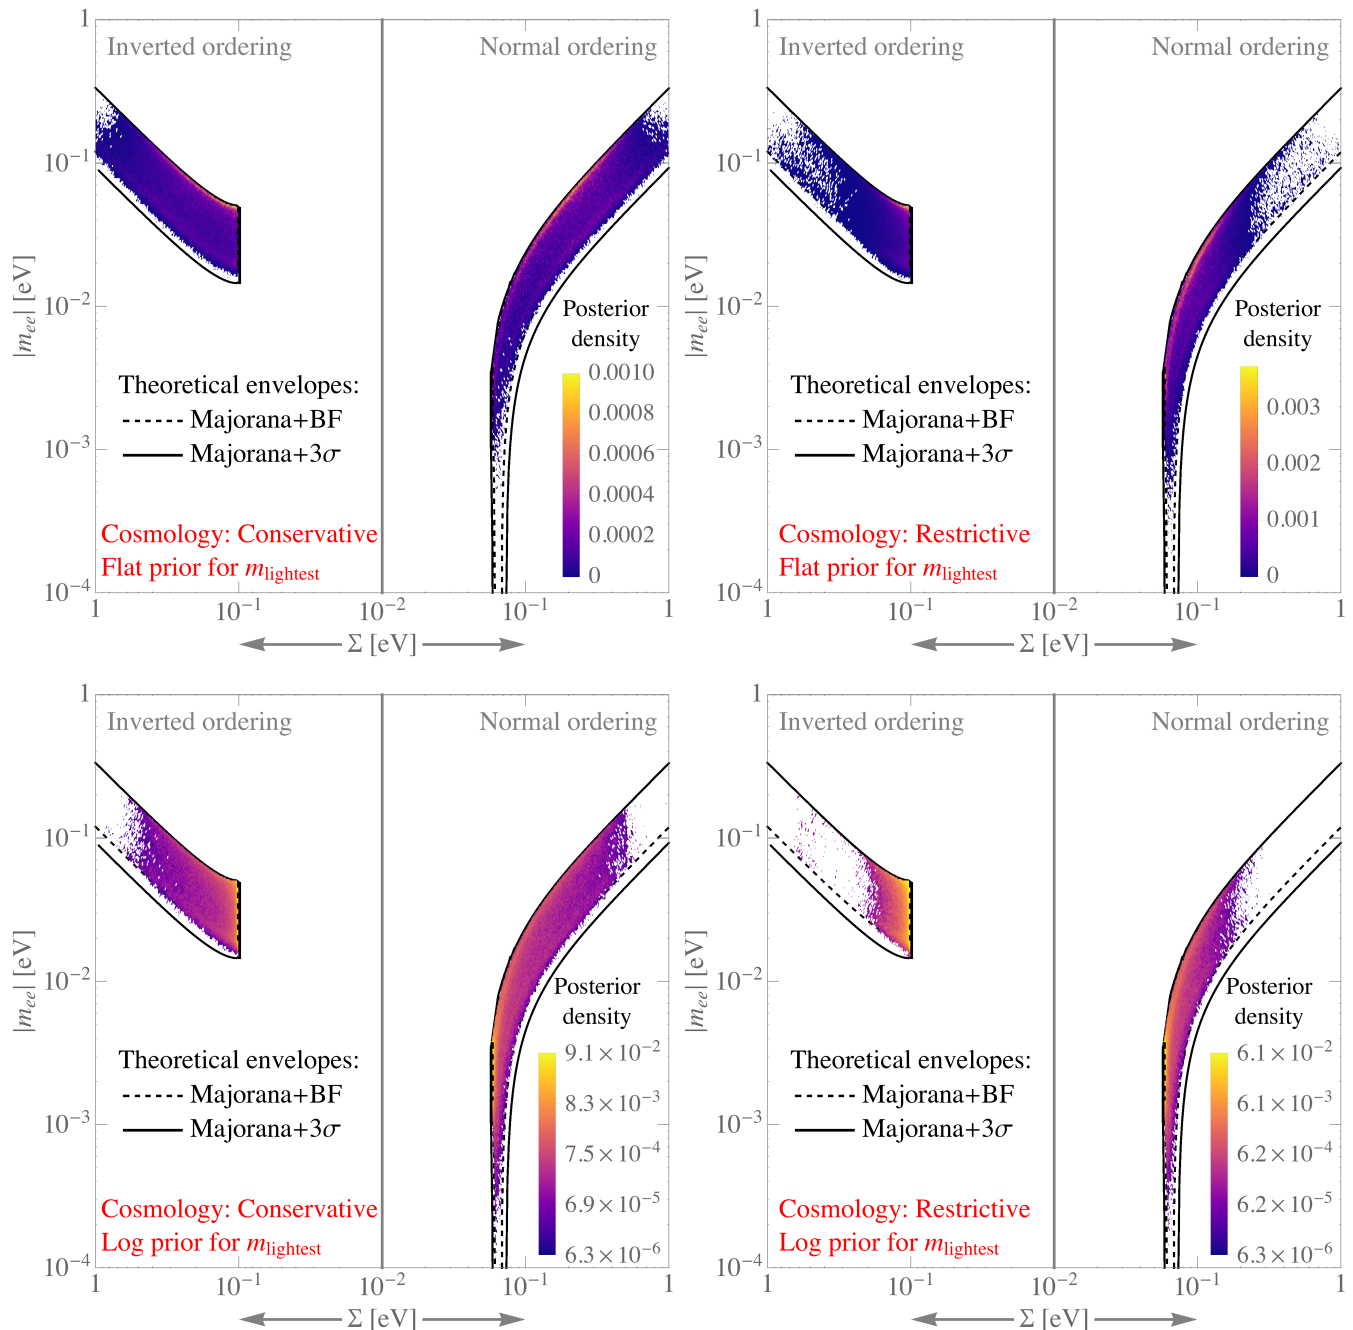 1
Inverted ordering
Normal ordering
10⁻¹
|m_ee| [eV]
10⁻²
Posterior
density
0.0010
0.0008
0.0006
0.0004
0.0002
0
Theoretical envelopes:
Majorana+BF
Majorana+3σ
10⁻³
Cosmology: Conservative
Flat prior for m_lightest
10⁻⁴
1 10⁻¹ 10⁻² 10⁻¹ 1
Σ [eV]
1
Inverted ordering
Normal ordering
10⁻¹
|m_ee| [eV]
10⁻²
Posterior
density
0.003
0.002
0.001
0
Theoretical envelopes:
Majorana+BF
Majorana+3σ
10⁻³
Cosmology: Restrictive
Flat prior for m_lightest
10⁻⁴
1 10⁻¹ 10⁻² 10⁻¹ 1
Σ [eV]
1
Inverted ordering
Normal ordering
10⁻¹
|m_ee| [eV]
10⁻²
Posterior
density
9.1×10⁻²
8.3×10⁻³
7.5×10⁻⁴
6.9×10⁻⁵
6.3×10⁻⁶
Theoretical envelopes:
Majorana+BF
Majorana+3σ
10⁻³
Cosmology: Conservative
Log prior for m_lightest
10⁻⁴
1 10⁻¹ 10⁻² 10⁻¹ 1
Σ [eV]
1
Inverted ordering
Normal ordering
10⁻¹
|m_ee| [eV]
10⁻²
Posterior
density
6.1×10⁻²
6.1×10⁻³
6.2×10⁻⁴
6.2×10⁻⁵
6.3×10⁻⁶
Theoretical envelopes:
Majorana+BF
Majorana+3σ
10⁻³
Cosmology: Restrictive
Log prior for m_lightest
10⁻⁴
1 10⁻¹ 10⁻² 10⁻¹ 1
Σ [eV]